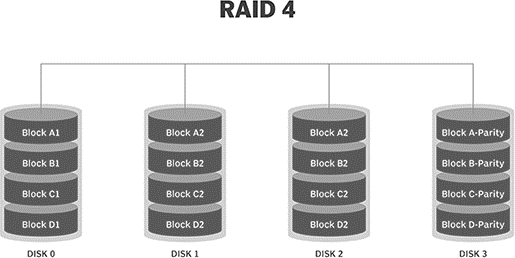 RAID 4
Block A1 Block A2 Block A2 Block A-Parity
Block B1 Block B2 Block B2 Block B-Parity
Block C1 Block C2 Block C2 Block C-Parity
Block D1 Block D2 Block D2 Block D-Parity
DISK 0 DISK 1 DISK 2 DISK 3